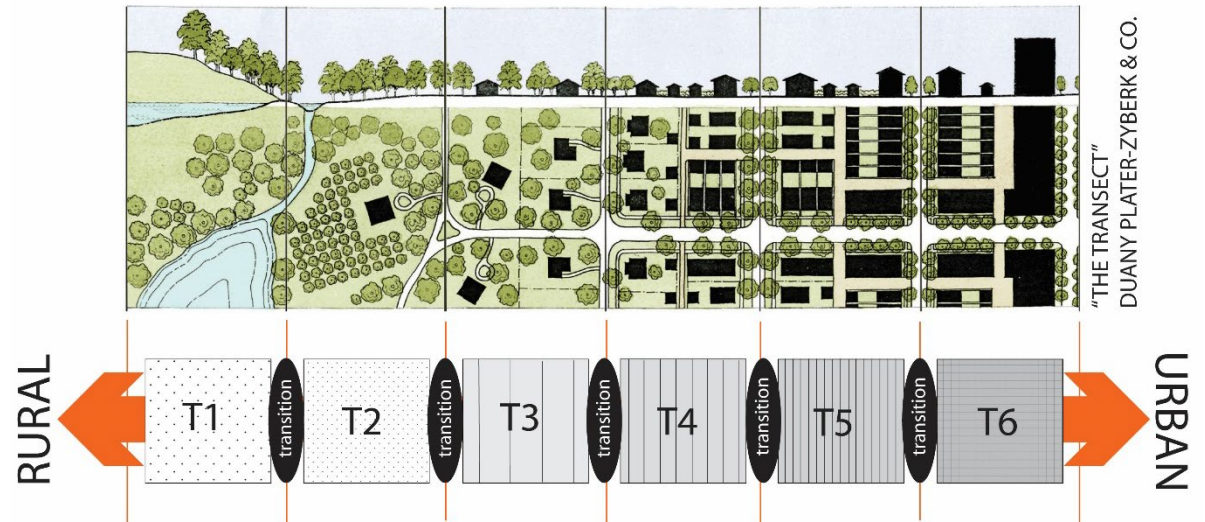 "THE TRANSECT"
DUANY PLATER-ZYBERK & CO.
RURAL
T1
transition
T2
transition
T3
transition
T4
transition
T5
transition
T6
URBAN